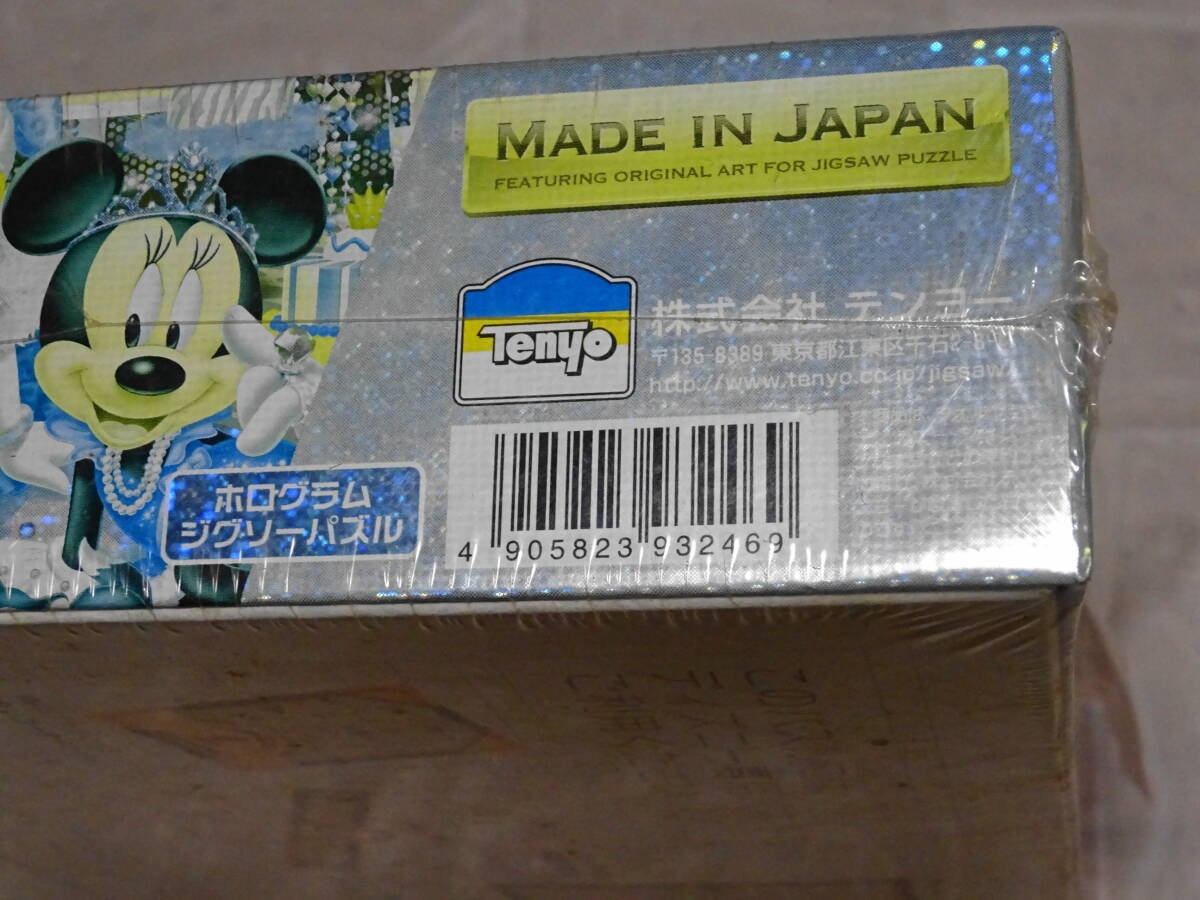 MADE IN JAPAN
FEATURING ORIGINAL ART FOR JIGSAW PUZZLE
Tenyo
株式会社 テンヨー
〒135-8389 東京都江東区千石2-8-
http://www.tenyo.co.jp/jigsaw/
ホログラム
ジグソーパズル
4 905823 932469